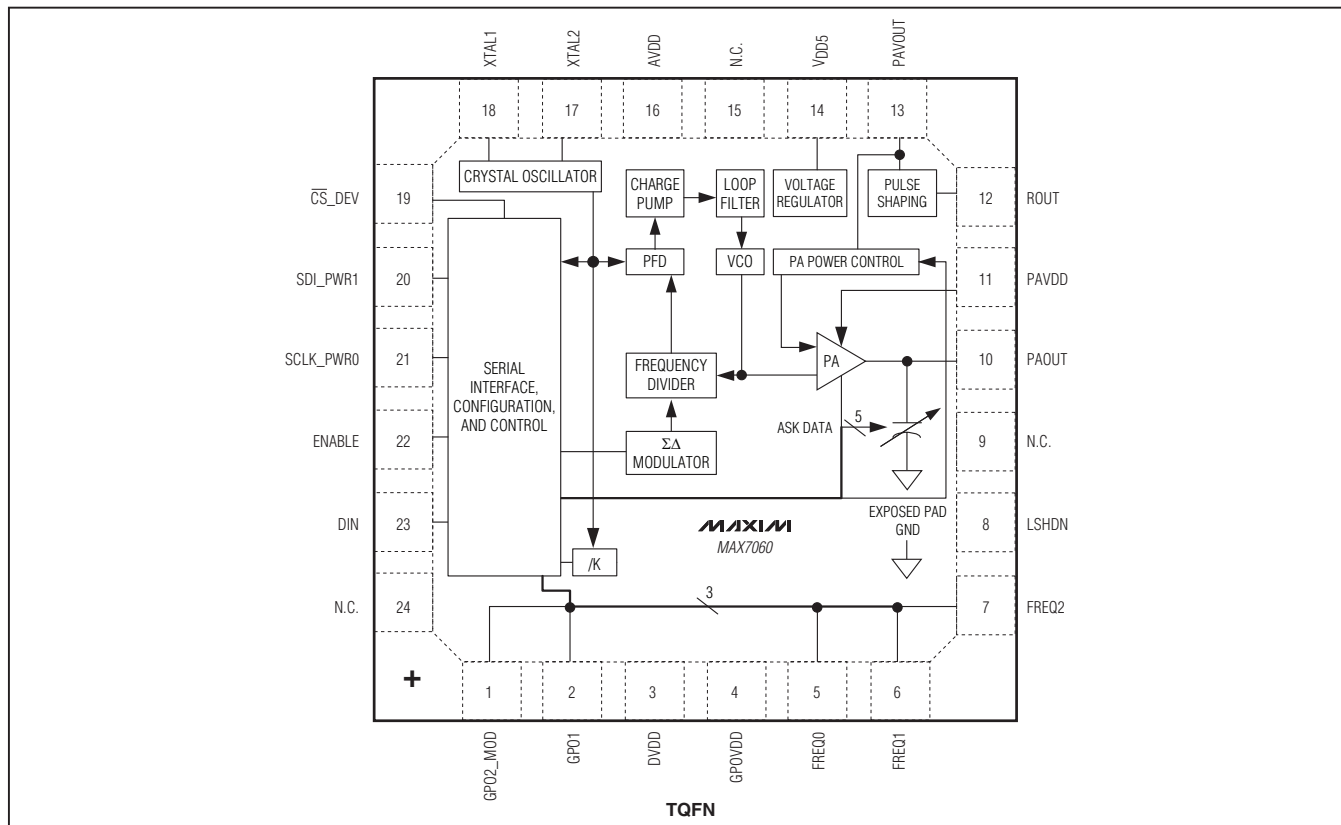 XTAL1
XTAL2
AVDD
N.C.
VDD5
PAVOUT
18
17
16
15
14
13
CS_DEV
19
CRYSTAL OSCILLATOR
CHARGE
PUMP
LOOP
FILTER
VOLTAGE
REGULATOR
PULSE
SHAPING
12
ROUT
SDI_PWR1
20
PFD
VCO
PA POWER CONTROL
11
PAVDD
SCLK_PWR0
21
SERIAL
INTERFACE,
CONFIGURATION,
AND CONTROL
FREQUENCY
DIVIDER
PA
10
PAOUT
ENABLE
22
ΣΔ
MODULATOR
ASK DATA
5
9
N.C.
DIN
23
MAXIM
MAX7060
EXPOSED PAD
GND
8
LSHDN
/K
N.C.
24
3
7
FREQ2
+
1
2
3
4
5
6
GPO2_MOD
GPO1
DVDD
GPOVDD
FREQ0
FREQ1
TQFN